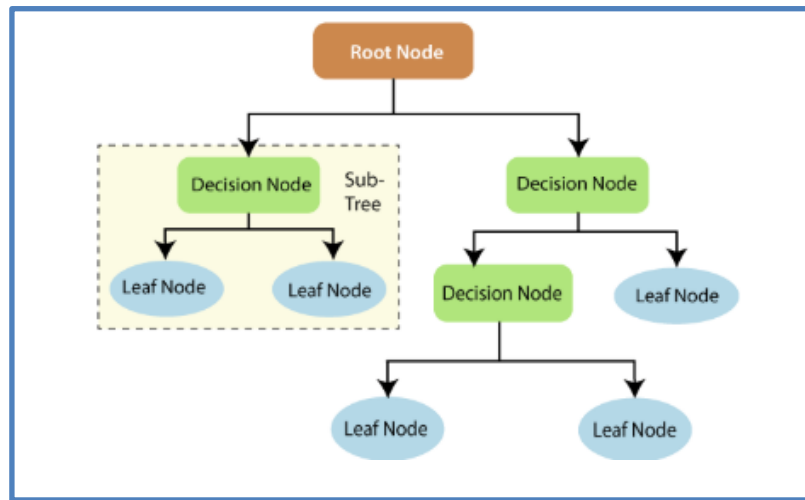 Root Node
Decision Node
Sub-
Tree
Decision Node
Leaf Node
Leaf Node
Decision Node
Leaf Node
Leaf Node
Leaf Node